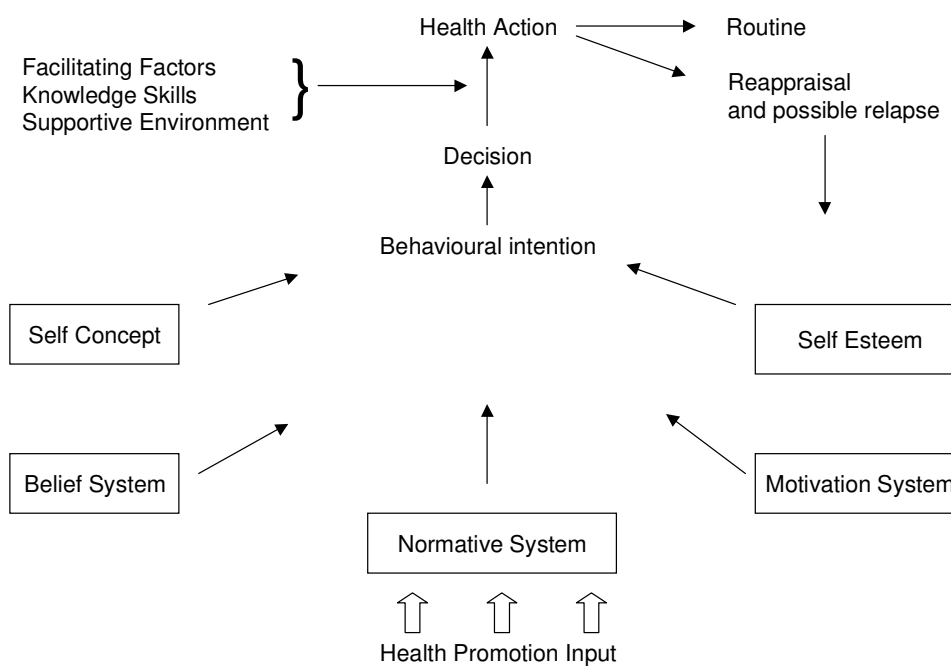 Health Action
Routine
Facilitating Factors
Knowledge Skills
Supportive Environment
Reappraisal
and possible relapse
Decision
Behavioural intention
Self Concept
Self Esteem
Belief System
Motivation System
Normative System
Health Promotion Input